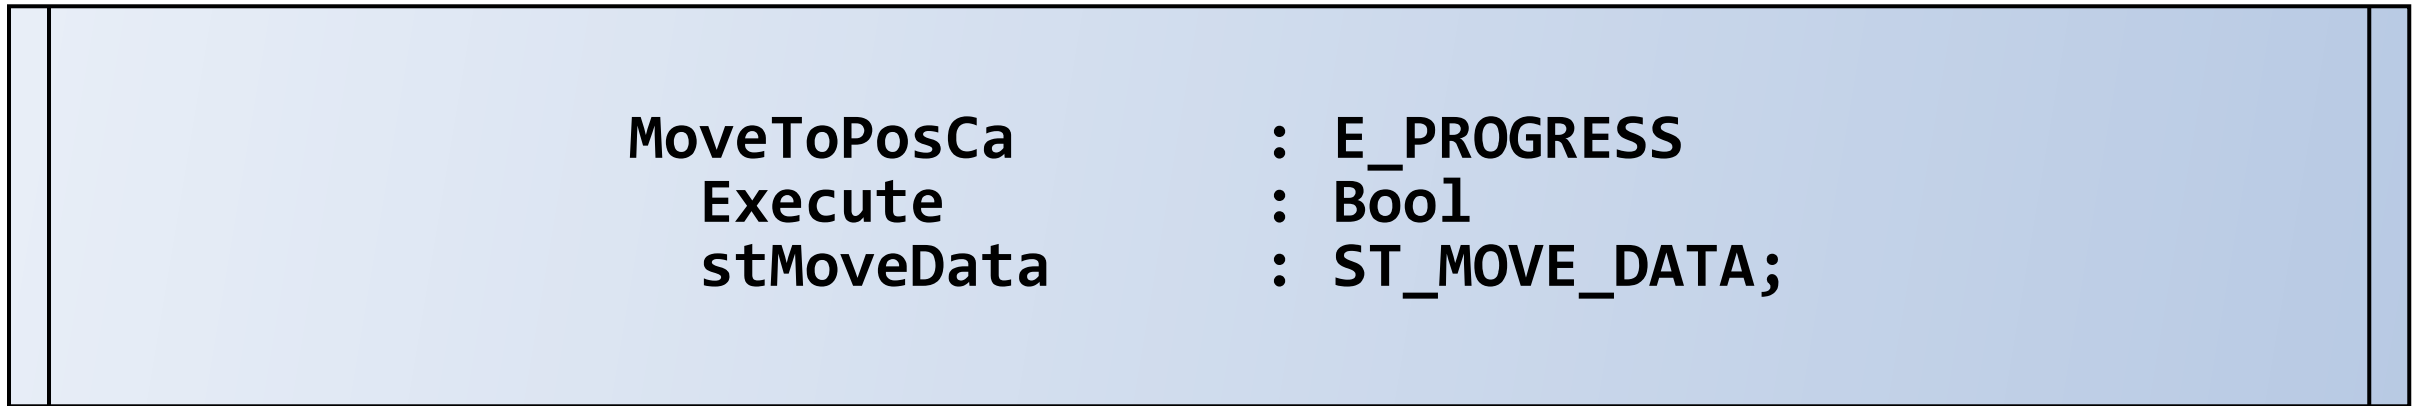 MoveToPosCa : E_PROGRESS
Execute : Bool
stMoveData : ST_MOVE_DATA;